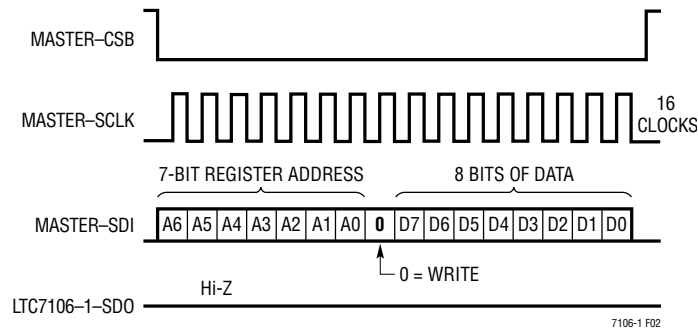 MASTER–CSB
MASTER–SCLK
16
CLOCKS
7-BIT REGISTER ADDRESS
8 BITS OF DATA
MASTER–SDI
A6 A5 A4 A3 A2 A1 A0 0 D7 D6 D5 D4 D3 D2 D1 D0
0 = WRITE
Hi-Z
LTC7106–1–SDO
7106-1 F02